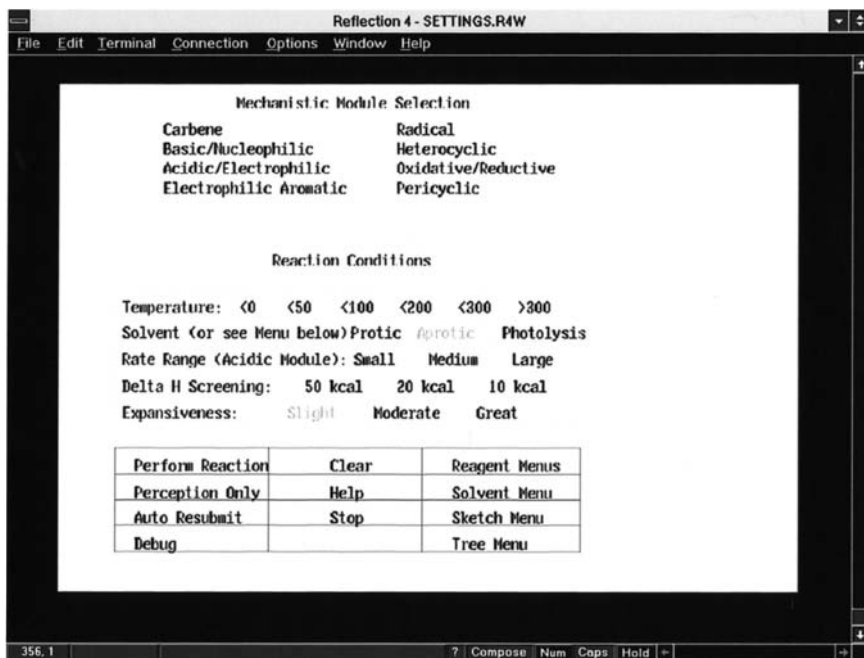 Reflection 4 - SETTINGS.R4W
File Edit Terminal Connection Options Window Help
Mechanistic Module Selection
Carbene Radical
Basic/Nucleophilic Heterocyclic
Acidic/Electrophilic Oxidative/Reductive
Electrophilic Aromatic Pericyclic
Reaction Conditions
Temperature: <0 <50 <100 <200 <300 >300
Solvent (or see Menu below) Protic Aprotic Photolysis
Rate Range (Acidic Module): Small Medium Large
Delta H Screening: 50 kcal 20 kcal 10 kcal
Expansiveness: Slight Moderate Great
Perform Reaction Clear Reagent Menus
Perception Only Help Solvent Menu
Auto Resubmit Stop Sketch Menu
Debug Tree Menu
356, 1 ? Compose Num Caps Hold